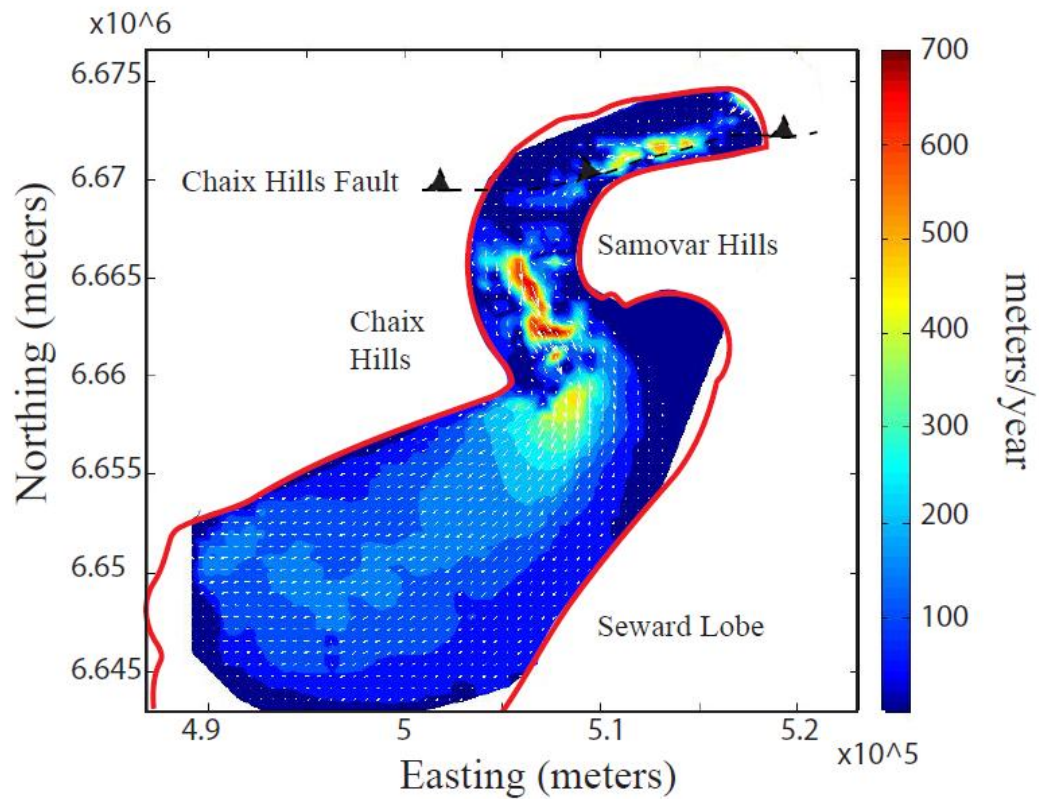 x10^6
6.675
6.67
6.665
6.66
6.655
6.65
6.645
Northing (meters)
Chaix Hills Fault
Samovar Hills
Chaix
Hills
Seward Lobe
4.9
5
5.1
5.2
x10^5
Easting (meters)
700
600
500
400
300
200
100
meters/year